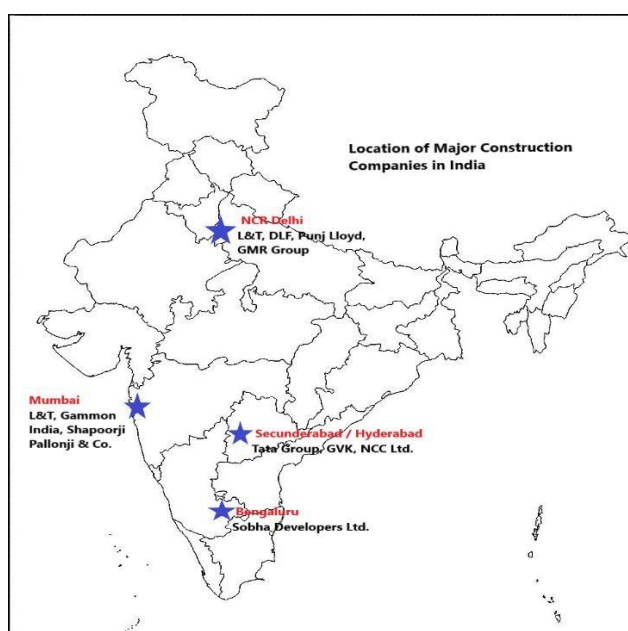 Location of Major Construction
Companies in India
NCR Delhi
L&T, DLF, Punj Lloyd,
GMR Group
Mumbai
L&T, Gammon
India, Shapoorji
Pallonji & Co.
Secunderabad / Hyderabad
Tata Group, GVK, NCC Ltd.
Bengaluru
Sobha Developers Ltd.